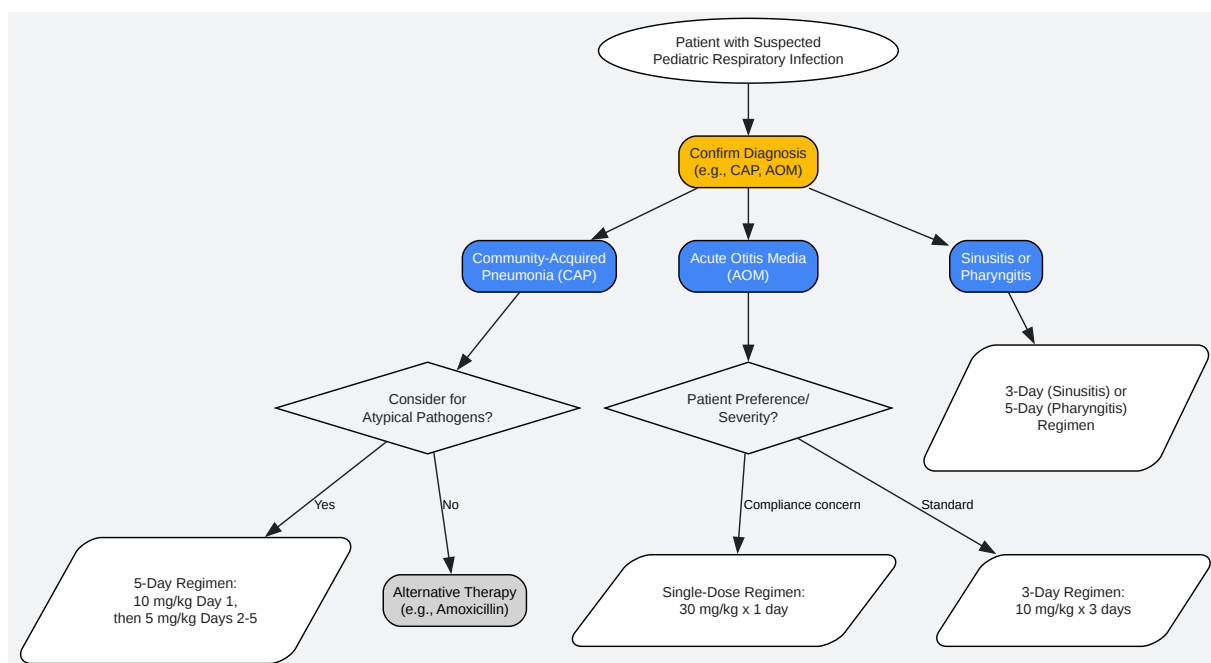 Patient with Suspected
Pediatric Respiratory Infection
Confirm Diagnosis
(e.g., CAP, AOM)
Community-Acquired
Pneumonia (CAP)
Acute Otitis Media
(AOM)
Sinusitis or
Pharyngitis
Consider for
Atypical Pathogens?
Patient Preference/
Severity?
3-Day (Sinusitis) or
5-Day (Pharyngitis)
Regimen
Yes
No
Compliance concern
Standard
5-Day Regimen:
10 mg/kg Day 1,
then 5 mg/kg Days 2-5
Alternative Therapy
(e.g., Amoxicillin)
Single-Dose Regimen:
30 mg/kg x 1 day
3-Day Regimen:
10 mg/kg x 3 days